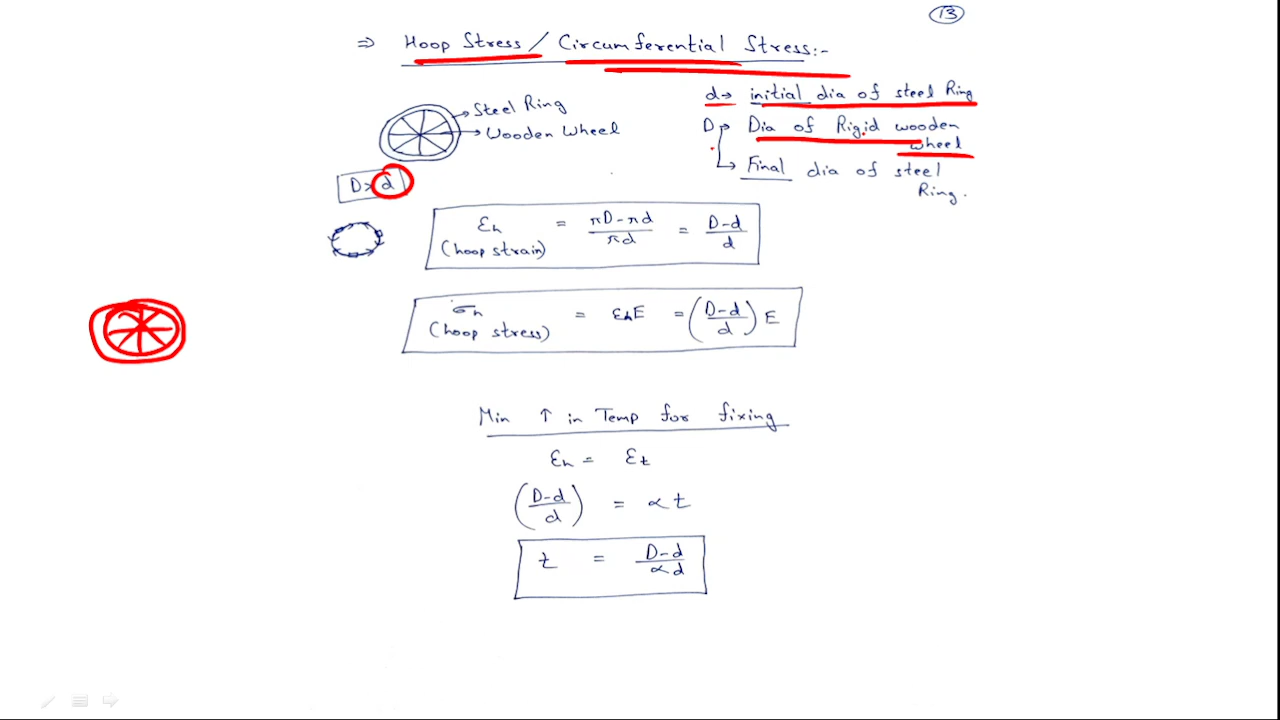 13
⇒ Hoop Stress / Circumferential Stress:-
Steel Ring
Wooden Wheel
d → initial dia of steel Ring
D → Dia of Rigid wooden
wheel
↳ Final dia of steel
Ring.
D > d
εh = πD-πd / πd = D-d / d
(hoop strain)
σh = εhE = (D-d / d) E
(hoop stress)
Min ↑ in Temp for fixing
εh = εt
(D-d / d) = ∝ t
t = D-d / ∝ d